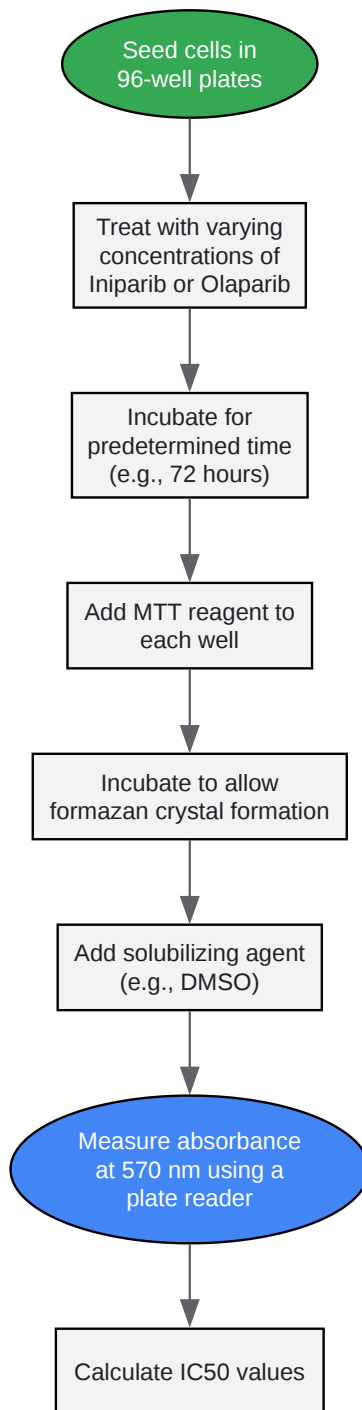 Seed cells in
96-well plates
Treat with varying
concentrations of
Iniparib or Olaparib
Incubate for
predetermined time
(e.g., 72 hours)
Add MTT reagent to
each well
Incubate to allow
formazan crystal formation
Add solubilizing agent
(e.g., DMSO)
Measure absorbance
at 570 nm using a
plate reader
Calculate IC50 values